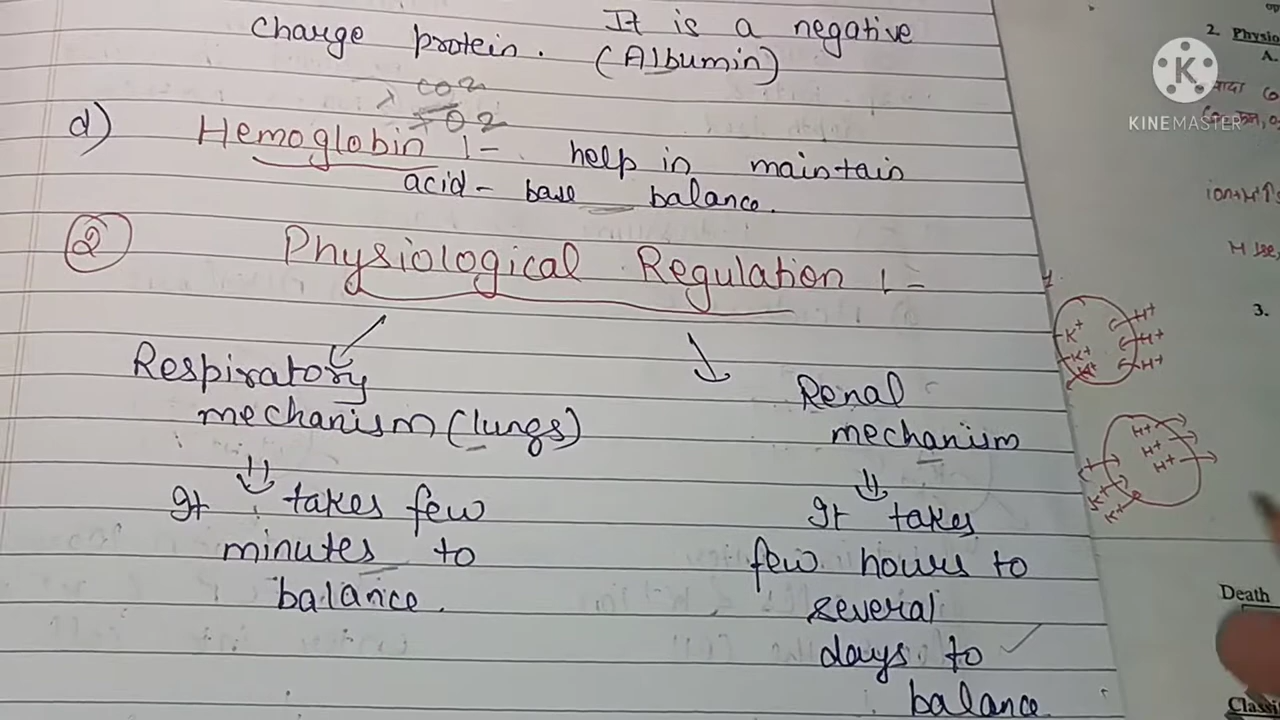 charge protein. It is a negative
(Albumin)
CO2
O2
d) Hemoglobin :- help in maintain
acid - base balance.
2 Physiological Regulation :-
Respiratory
mechanism (lungs)
It takes few
minutes to
balance.
Renal
mechanism
It takes
few hours to
several
days to
balance
K+
K+
H+
H+
H+
H+
H+
H+
K+
K+
2. Physio
A.
3.
Death
Classi
K
KINEMASTER